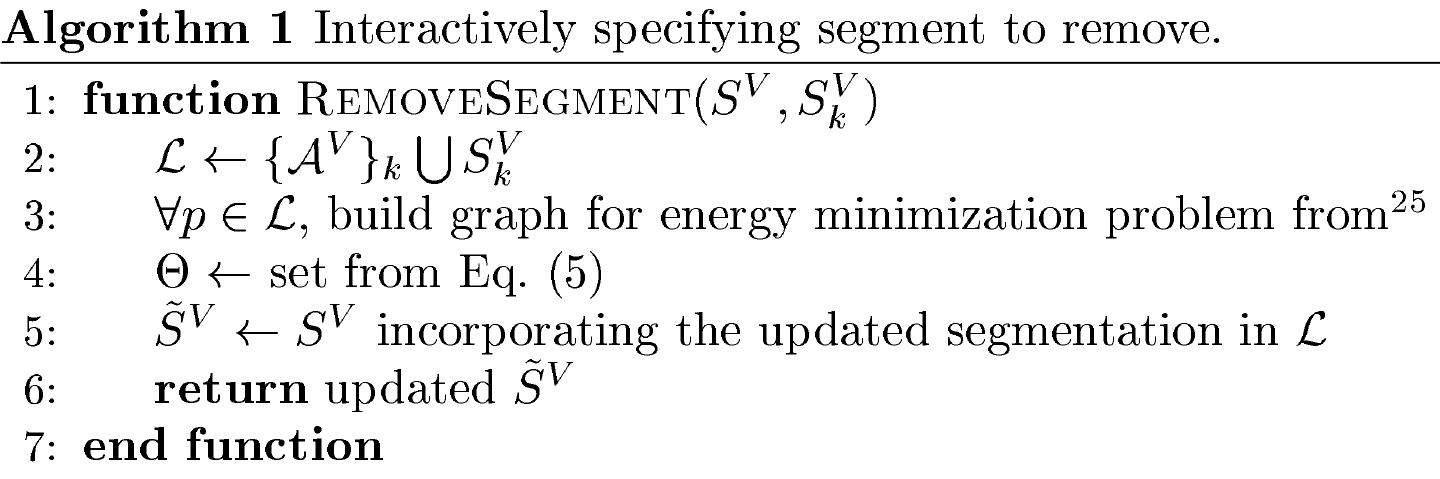 Algorithm 1 Interactively specifying segment to remove.
1: function REMOVESEGMENT($S^V, S_k^V$)
2: $\mathcal{L} \leftarrow \{\mathcal{A}^V\}_k \bigcup S_k^V$
3: $\forall p \in \mathcal{L}$, build graph for energy minimization problem from$^{25}$
4: $\Theta \leftarrow$ set from Eq. (5)
5: $\tilde{S}^V \leftarrow S^V$ incorporating the updated segmentation in $\mathcal{L}$
6: return updated $\tilde{S}^V$
7: end function